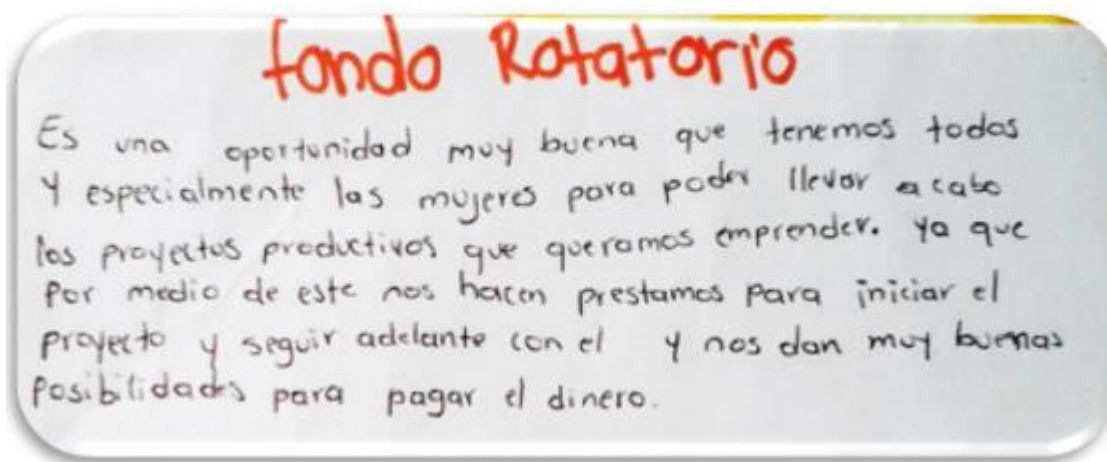 fondo Rotatorio
Es una oportunidad muy buena que tenemos todas
Y especialmente las mujeres para poder llevar a cabo
los proyectos productivos que queramos emprender. ya que
Por medio de este nos hacen prestamos para iniciar el
proyecto y seguir adelante con el y nos dan muy buenas
Posibilidades para pagar el dinero.